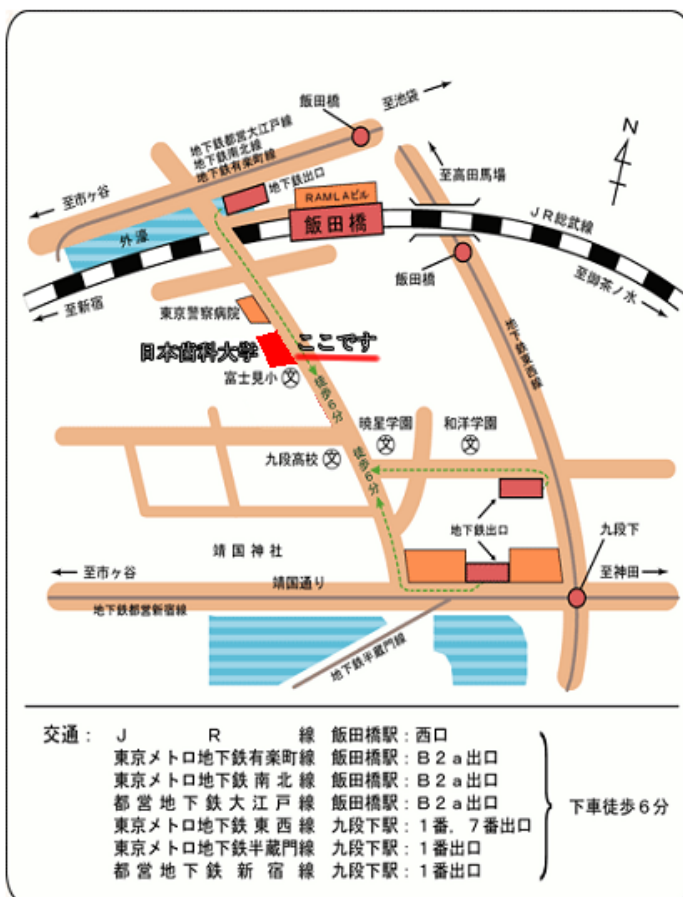 飯田橋
至池袋
地下鉄都営大江戸線
地下鉄南北線
地下鉄有楽町線
N
至高田馬場
地下鉄出口
至市ヶ谷
RAMLAビル
飯田橋
JR総武線
外濠
飯田橋
至御茶ノ水
至新宿
東京警察病院
地下鉄東西線
日本歯科大学
ここです
富士見小
文
徒歩6分
暁星学園
文
和洋学園
文
九段高校
文
徒歩6分
地下鉄出口
九段下
靖国神社
至市ヶ谷
靖国通り
至神田
地下鉄都営新宿線
地下鉄半蔵門線
交通：JR線 飯田橋駅：西口
東京メトロ地下鉄有楽町線 飯田橋駅：B2a出口
東京メトロ地下鉄南北線 飯田橋駅：B2a出口
都営地下鉄大江戸線 飯田橋駅：B2a出口
東京メトロ地下鉄東西線 九段下駅：1番，7番出口
東京メトロ地下鉄半蔵門線 九段下駅：1番出口
都営地下鉄新宿線 九段下駅：1番出口
下車徒歩6分